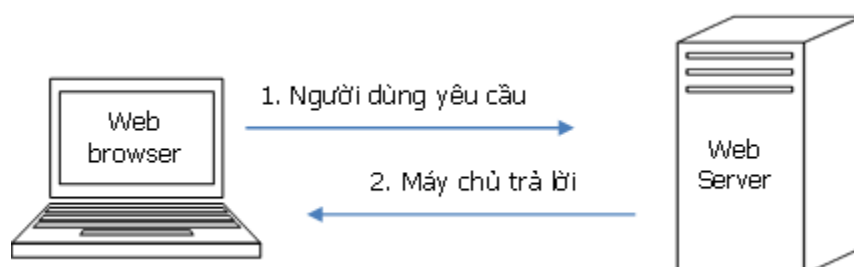 1. Người dùng yêu cầu
Web
browser
2. Máy chủ trả lời
Web
Server